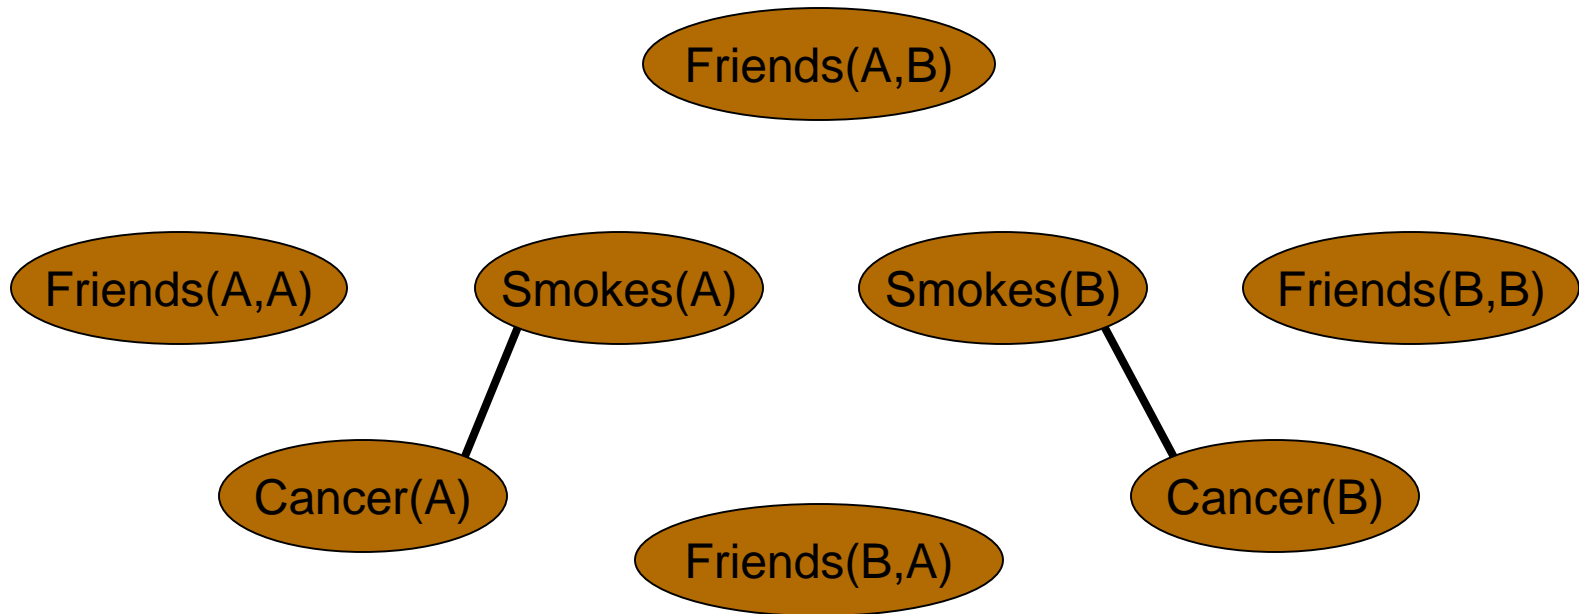 Friends(A,B)
Friends(A,A)
Smokes(A)
Smokes(B)
Friends(B,B)
Cancer(A)
Cancer(B)
Friends(B,A)